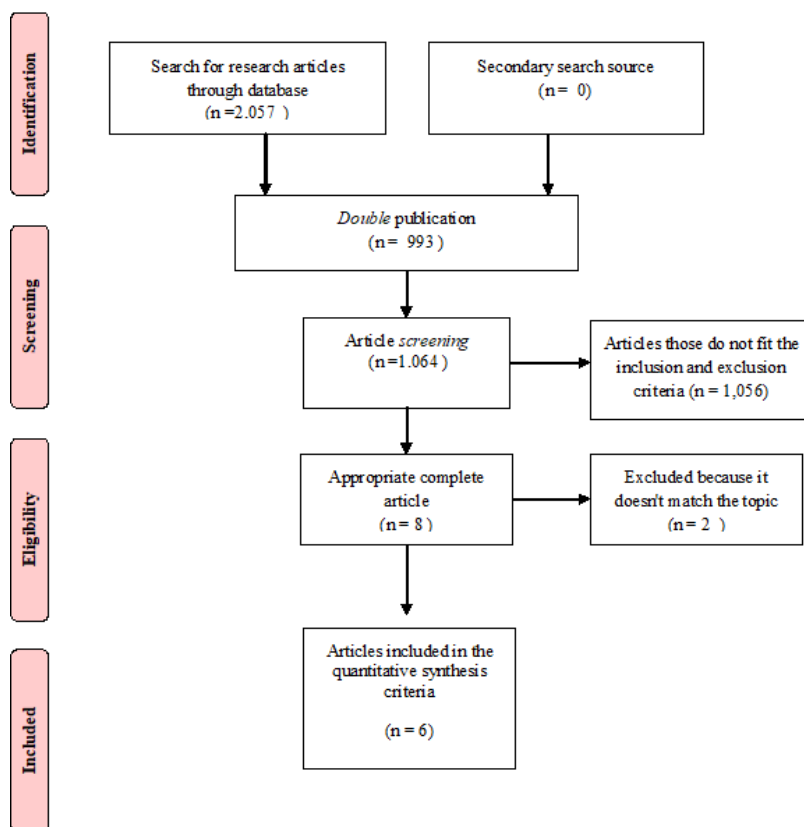 Identification
Search for research articles
through database
(n =2.057 )
Secondary search source
(n = 0)
Double publication
(n = 993 )
Screening
Article screening
(n=1.064 )
Articles those do not fit the
inclusion and exclusion
criteria (n = 1,056)
Eligibility
Appropriate complete
article
(n = 8 )
Excluded because it
doesn't match the topic
(n = 2 )
Included
Articles included in the
quantitative synthesis
criteria
(n = 6)